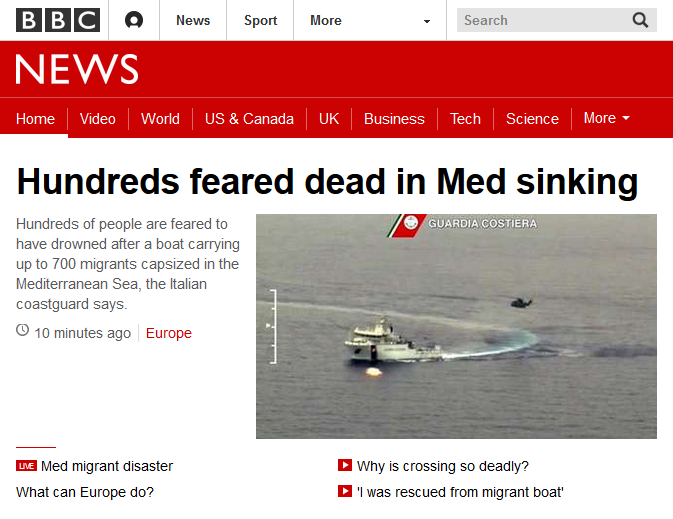 BBC News Sport More Search
NEWS
Home Video World US & Canada UK Business Tech Science More
Hundreds feared dead in Med sinking
Hundreds of people are feared to
have drowned after a boat carrying
up to 700 migrants capsized in the
Mediterranean Sea, the Italian
coastguard says.
10 minutes ago Europe
GUARDIA COSTIERA
LIVE Med migrant disaster
Why is crossing so deadly?
What can Europe do?
'I was rescued from migrant boat'